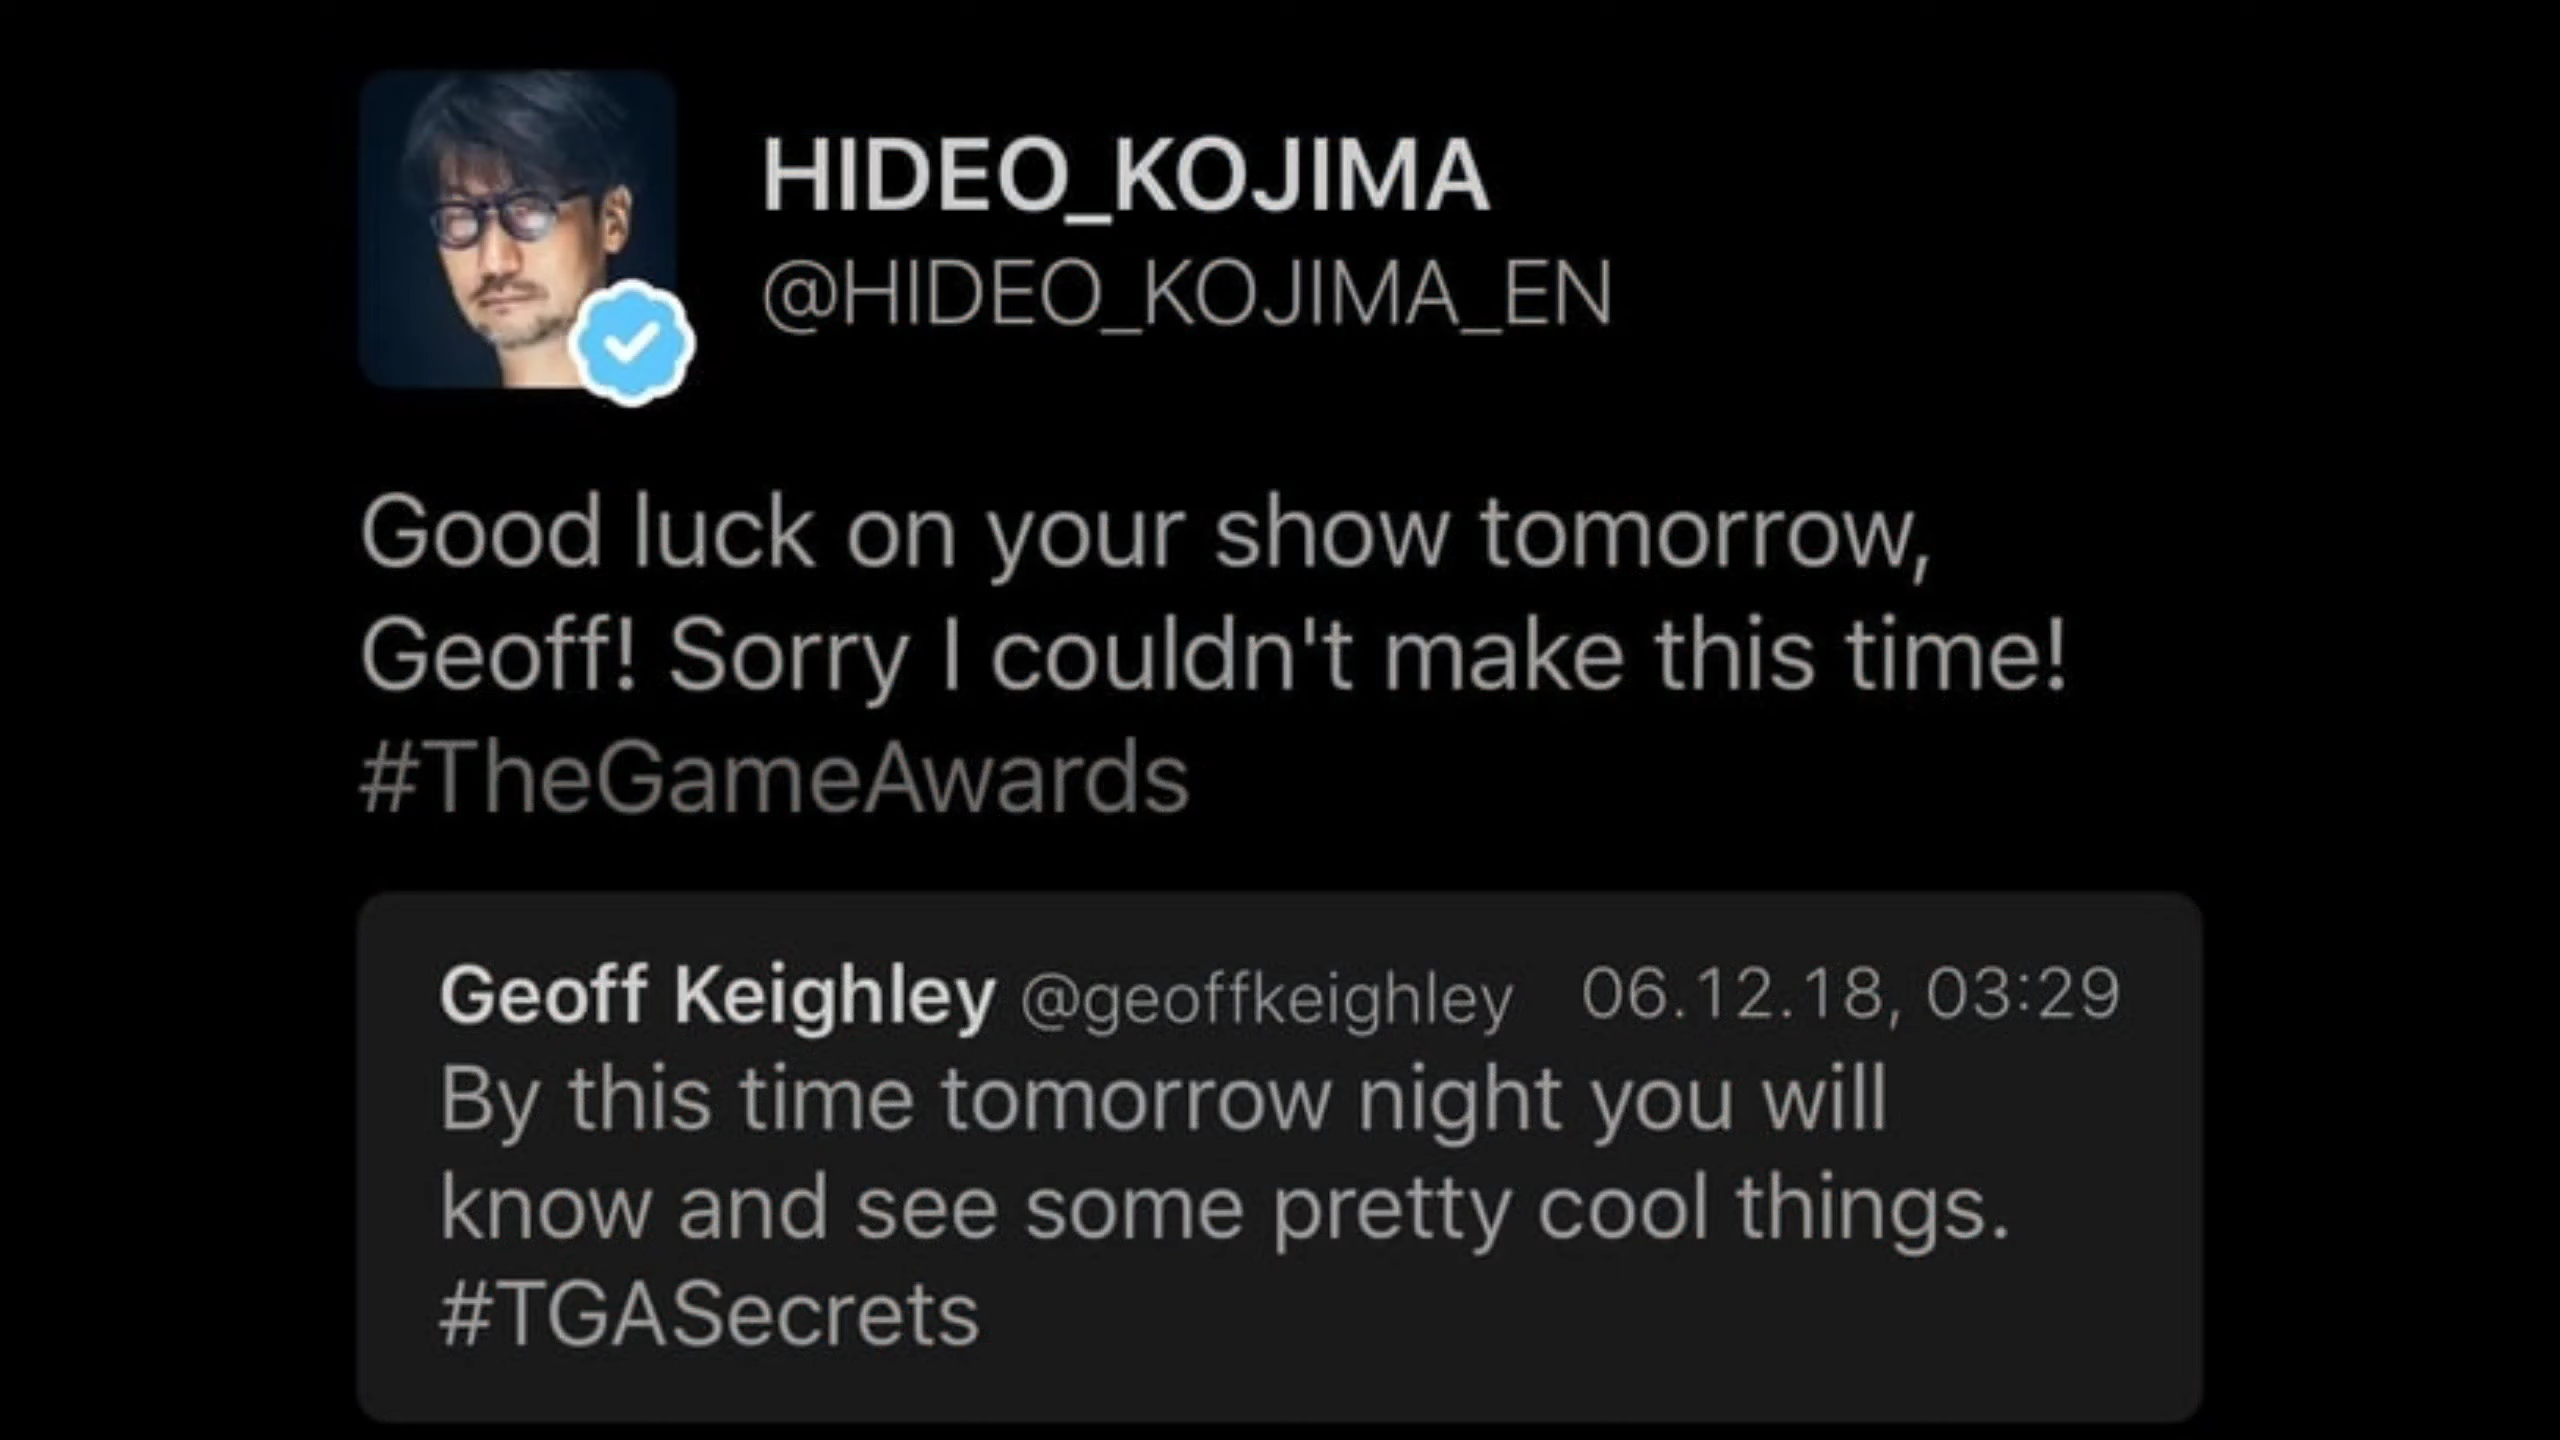 HIDEO_KOJIMA
@HIDEO_KOJIMA_EN
Good luck on your show tomorrow,
Geoff! Sorry I couldn't make this time!
#TheGameAwards
Geoff Keighley @geoffkeighley 06.12.18, 03:29
By this time tomorrow night you will
know and see some pretty cool things.
#TGASecrets